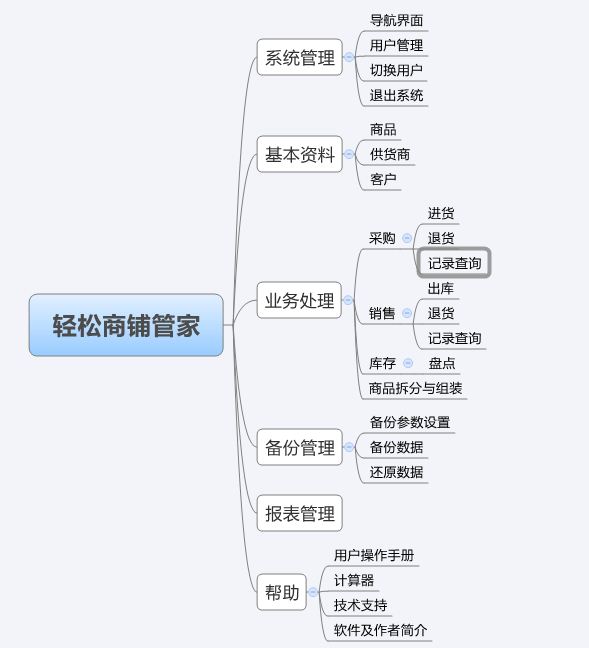 轻松商铺管家
系统管理
导航界面
用户管理
切换用户
退出系统
基本资料
商品
供货商
客户
业务处理
采购
进货
退货
记录查询
销售
出库
退货
记录查询
库存
盘点
商品拆分与组装
备份管理
备份参数设置
备份数据
还原数据
报表管理
帮助
用户操作手册
计算器
技术支持
软件及作者简介